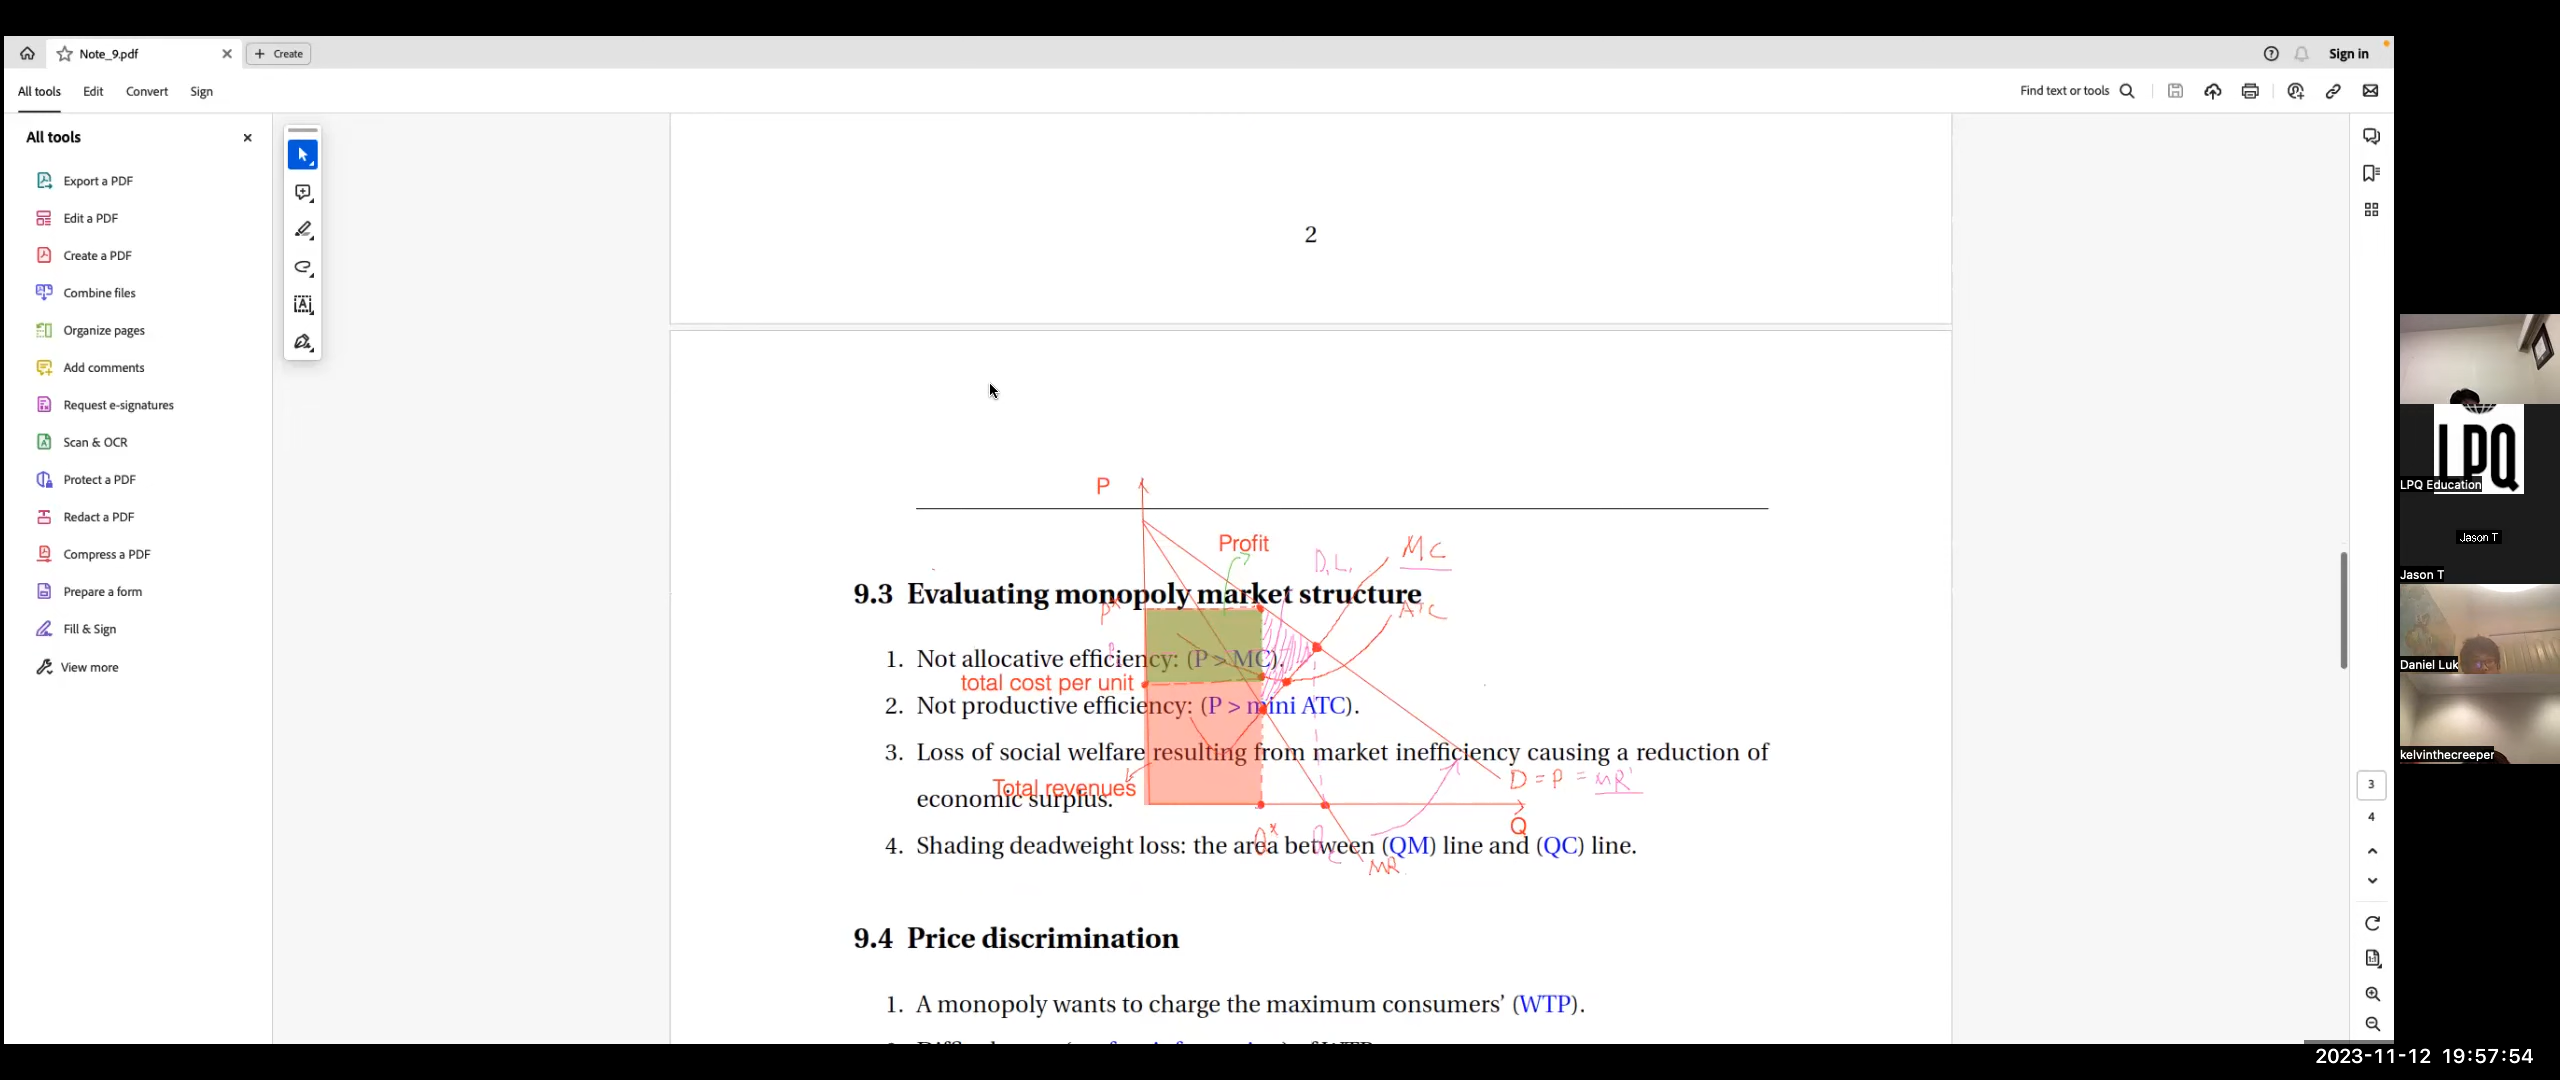 Note_9.pdf
Create
Sign in
All tools
Edit
Convert
Sign
Find text or tools
All tools
Export a PDF
Edit a PDF
Create a PDF
Combine files
Organize pages
Add comments
Request e-signatures
Scan & OCR
Protect a PDF
Redact a PDF
Compress a PDF
Prepare a form
Fill & Sign
View more
2
P
Profit
D.L.
MC
9.3 Evaluating monopoly market structure
P*
ATC
1. Not allocative efficiency: (P > MC).
total cost per unit
2. Not productive efficiency: (P > mini ATC).
3. Loss of social welfare resulting from market inefficiency causing a reduction of
economic surplus.
Total revenues
D = P = MR'
Q
Q*
4. Shading deadweight loss: the area between (QM) line and (QC) line.
MR
9.4 Price discrimination
1. A monopoly wants to charge the maximum consumers' (WTP).
3
4
LPQ
LPQ Education
Jason T
Jason T
Daniel Luk
kelvinthecreeper
2023-11-12 19:57:54